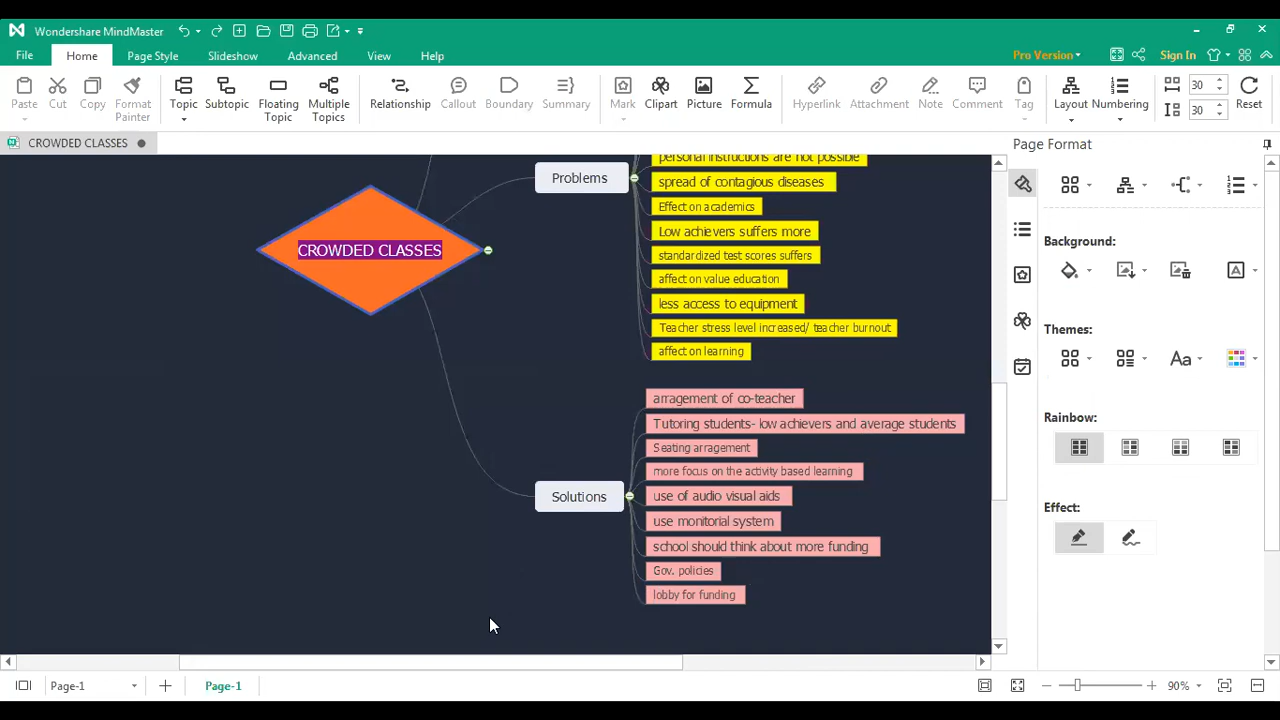 Wondershare MindMaster
File Home Page Style Slideshow Advanced View Help Pro Version Sign In
Paste Cut Copy Format Painter Topic Subtopic Floating Topic Multiple Topics Relationship Callout Boundary Summary Mark Clipart Picture Formula Hyperlink Attachment Note Comment Tag Layout Numbering 30 30 Reset
CROWDED CLASSES
Page Format
CROWDED CLASSES
Problems
personal instructions are not possible
spread of contagious diseases
Effect on academics
Low achievers suffers more
standardized test scores suffers
affect on value education
less access to equipment
Teacher stress level increased/ teacher burnout
affect on learning
Solutions
arragement of co-teacher
Tutoring students- low achievers and average students
Seating arragement
more focus on the activity based learning
use of audio visual aids
use monitorial system
school should think about more funding
Gov. policies
lobby for funding
Background:
Themes:
Aa
Rainbow:
Effect:
Page-1 Page-1 90%